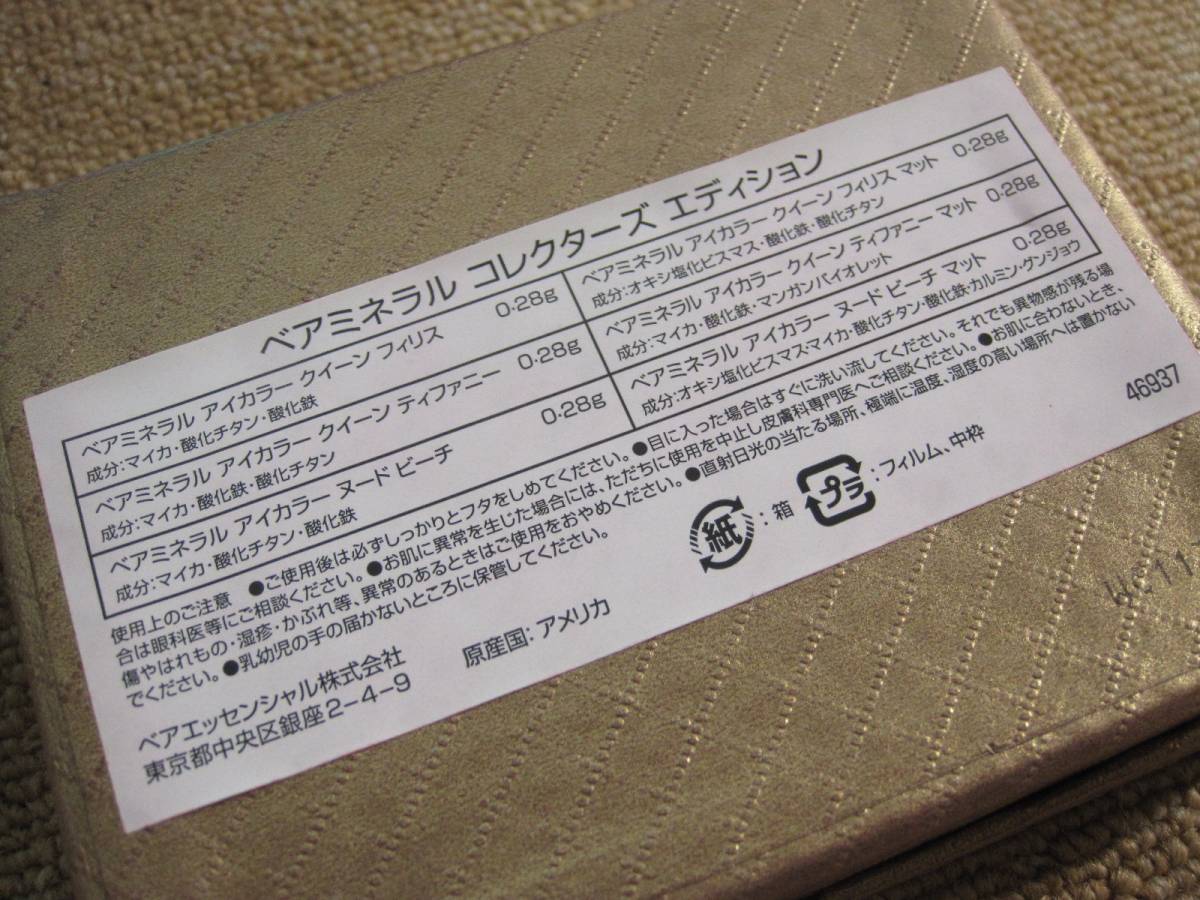 ベアミネラル コレクターズ エディション
ベアミネラル アイカラー クイーン フィリス 0.28g
成分:マイカ・酸化チタン・酸化鉄
ベアミネラル アイカラー クイーン ティファニー 0.28g
成分:マイカ・酸化鉄・酸化チタン
ベアミネラル アイカラー ヌード ビーチ 0.28g
成分:マイカ・酸化チタン・酸化鉄
ベアミネラル アイカラー クイーン フィリス マット 0.28g
成分:オキシ塩化ビスマス・酸化鉄・酸化チタン
ベアミネラル アイカラー クイーン ティファニー マット 0.28g
成分:マイカ・酸化鉄・マンガンバイオレット
ベアミネラル アイカラー ヌード ビーチ マット 0.28g
成分:オキシ塩化ビスマス・マイカ・酸化チタン・酸化鉄・カルミン・グンジョウ
使用上のご注意 ●ご使用後は必ずしっかりとフタをしめてください。●目に入った場合はすぐに洗い流してください。それでも異物感が残る場
合は眼科医等にご相談ください。●お肌に異常を生じた場合には、ただちに使用を中止し皮膚科専門医へご相談ください。●お肌に合わないとき、
傷やはれもの・湿疹・かぶれ等、異常のあるときはご使用をおやめください。●直射日光の当たる場所、極端に温度、湿度の高い場所へは置かない
でください。●乳幼児の手の届かないところに保管してください。
紙:箱 プラ:フィルム、中枠
46937
ベアエッセンシャル株式会社 原産国:アメリカ
東京都中央区銀座2-4-9